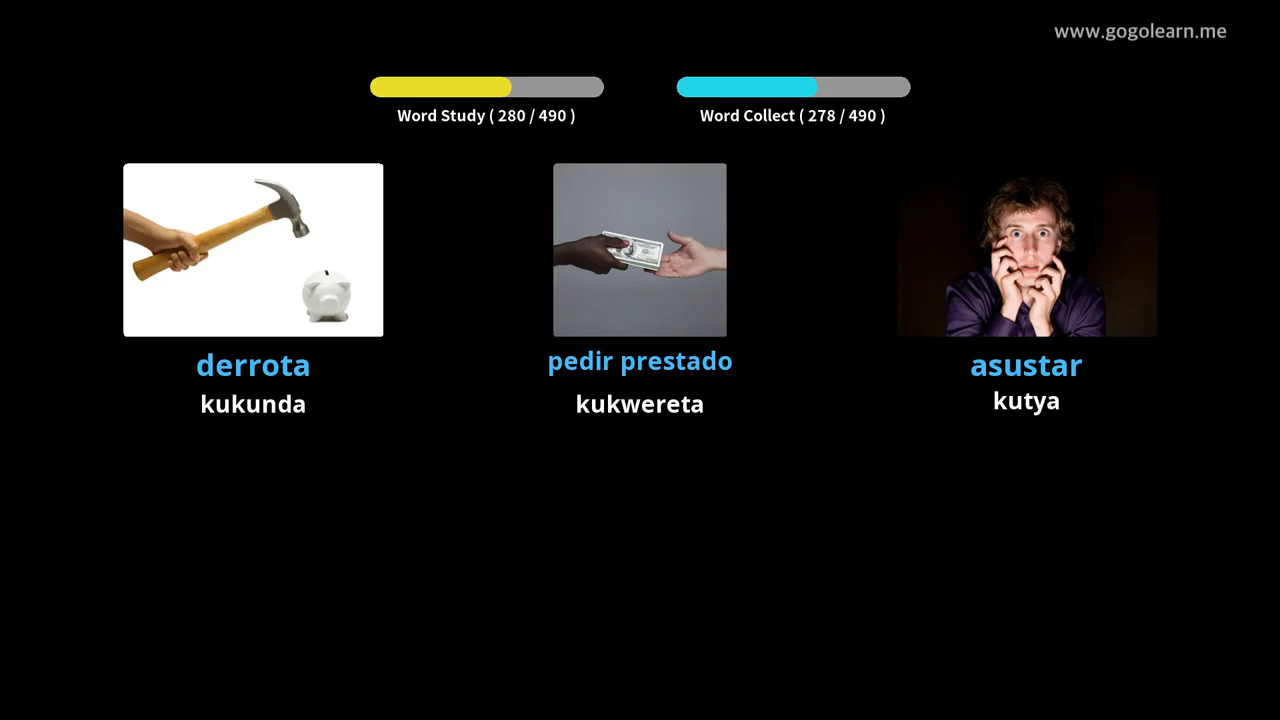 www.gogolearn.me
Word Study ( 280 / 490 )
Word Collect ( 278 / 490 )
derrota
kukunda
pedir prestado
kukwereta
asustar
kutya